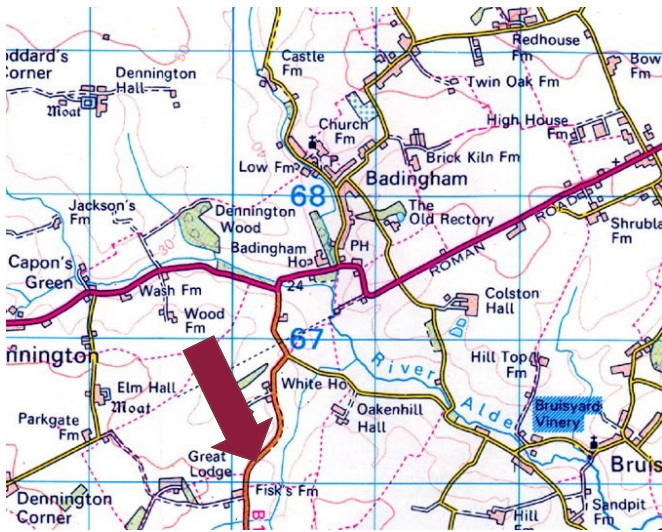 Redhouse
Fm
oddard's
Corner
Dennington
Hall
Castle
Fm
Bow
Fm
Twin Oak Fm
Moat
Church
Fm
High House
Fm
P
Brick Kiln Fm
Low Fm
Badingham
68
Jackson's
Fm
Dennington
Wood
The
Old Rectory
ROMAN ROAD
Shrubla
Fm
Badingham
Ho
PH
Capon's
Green
24
Wash Fm
Wood
Fm
Colston
Hall
67
nnington
River Alde
Hill Top
Fm
Elm Hall
Moat
White Ho
Oakenhill
Hall
Bruisyard
Vinery
Parkgate
Fm
Great
Lodge
Bruis
Fisk's Fm
Dennington
Corner
B1
Hill
Fm
Sandpit
Fm